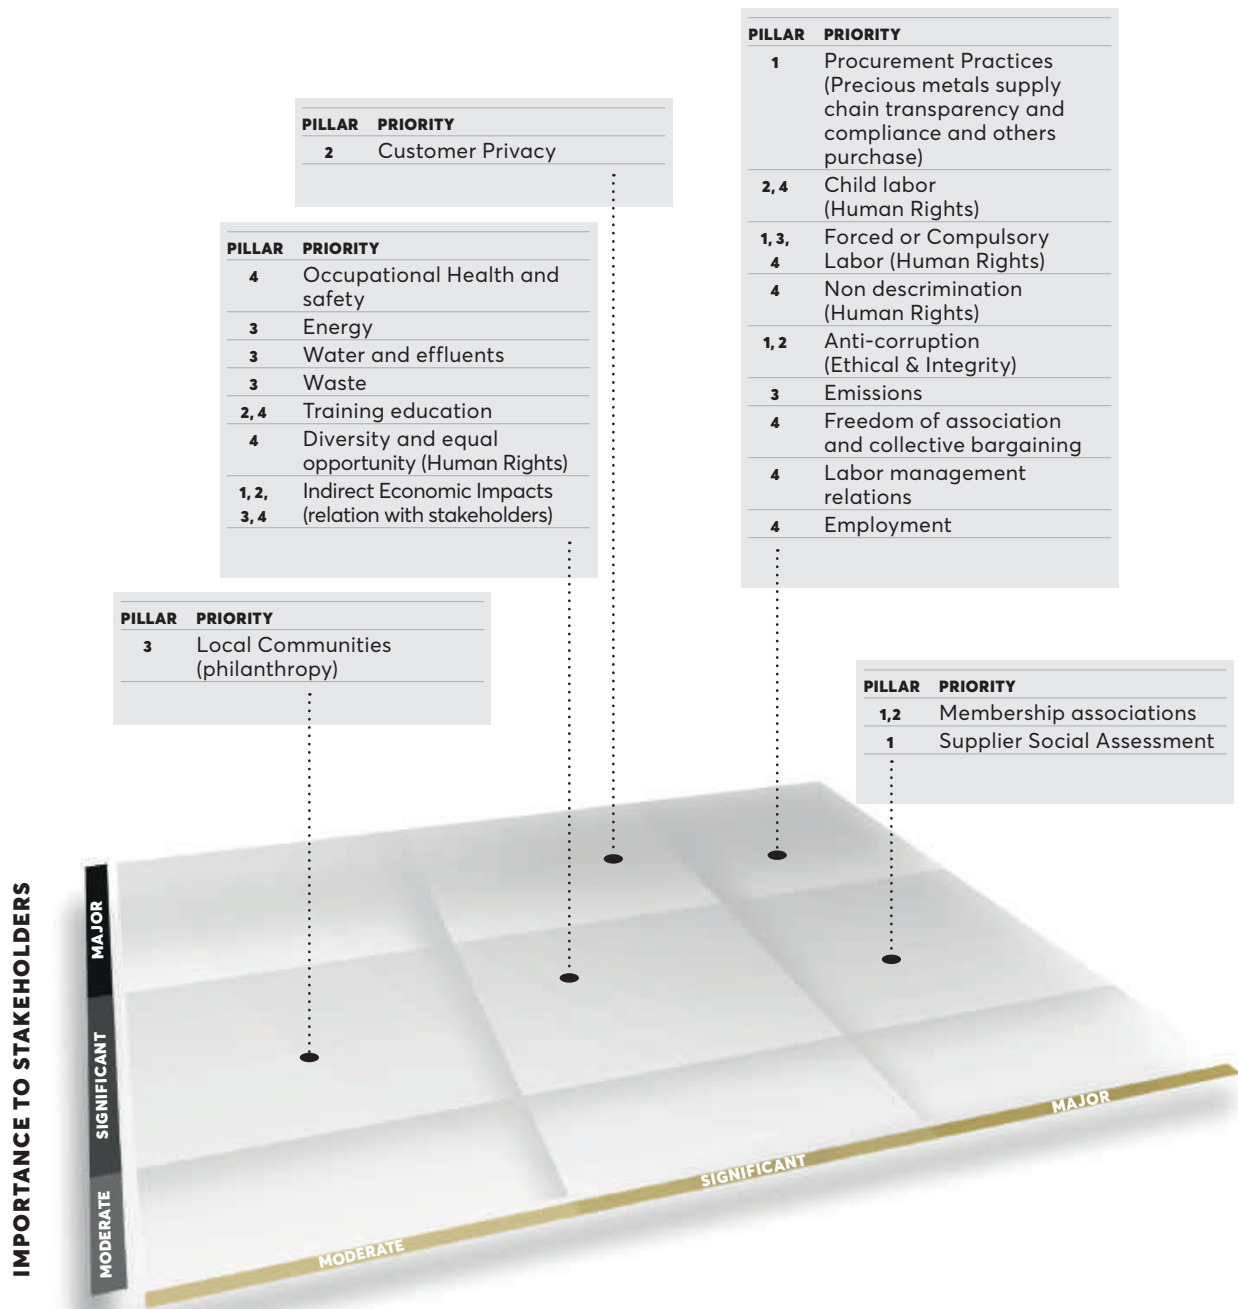 PILLAR PRIORITY
1 Procurement Practices
(Precious metals supply
chain transparency and
compliance and others
purchase)
2, 4 Child labor
(Human Rights)
1, 3, Forced or Compulsory
4 Labor (Human Rights)
4 Non descrimination
(Human Rights)
1, 2 Anti-corruption
(Ethical & Integrity)
3 Emissions
4 Freedom of association
and collective bargaining
4 Labor management
relations
4 Employment
PILLAR PRIORITY
2 Customer Privacy
PILLAR PRIORITY
4 Occupational Health and
safety
3 Energy
3 Water and effluents
3 Waste
2, 4 Training education
4 Diversity and equal
opportunity (Human Rights)
1, 2, Indirect Economic Impacts
3, 4 (relation with stakeholders)
PILLAR PRIORITY
3 Local Communities
(philanthropy)
PILLAR PRIORITY
1,2 Membership associations
1 Supplier Social Assessment
IMPORTANCE TO STAKEHOLDERS
MAJOR
SIGNIFICANT
MODERATE
MODERATE
SIGNIFICANT
MAJOR